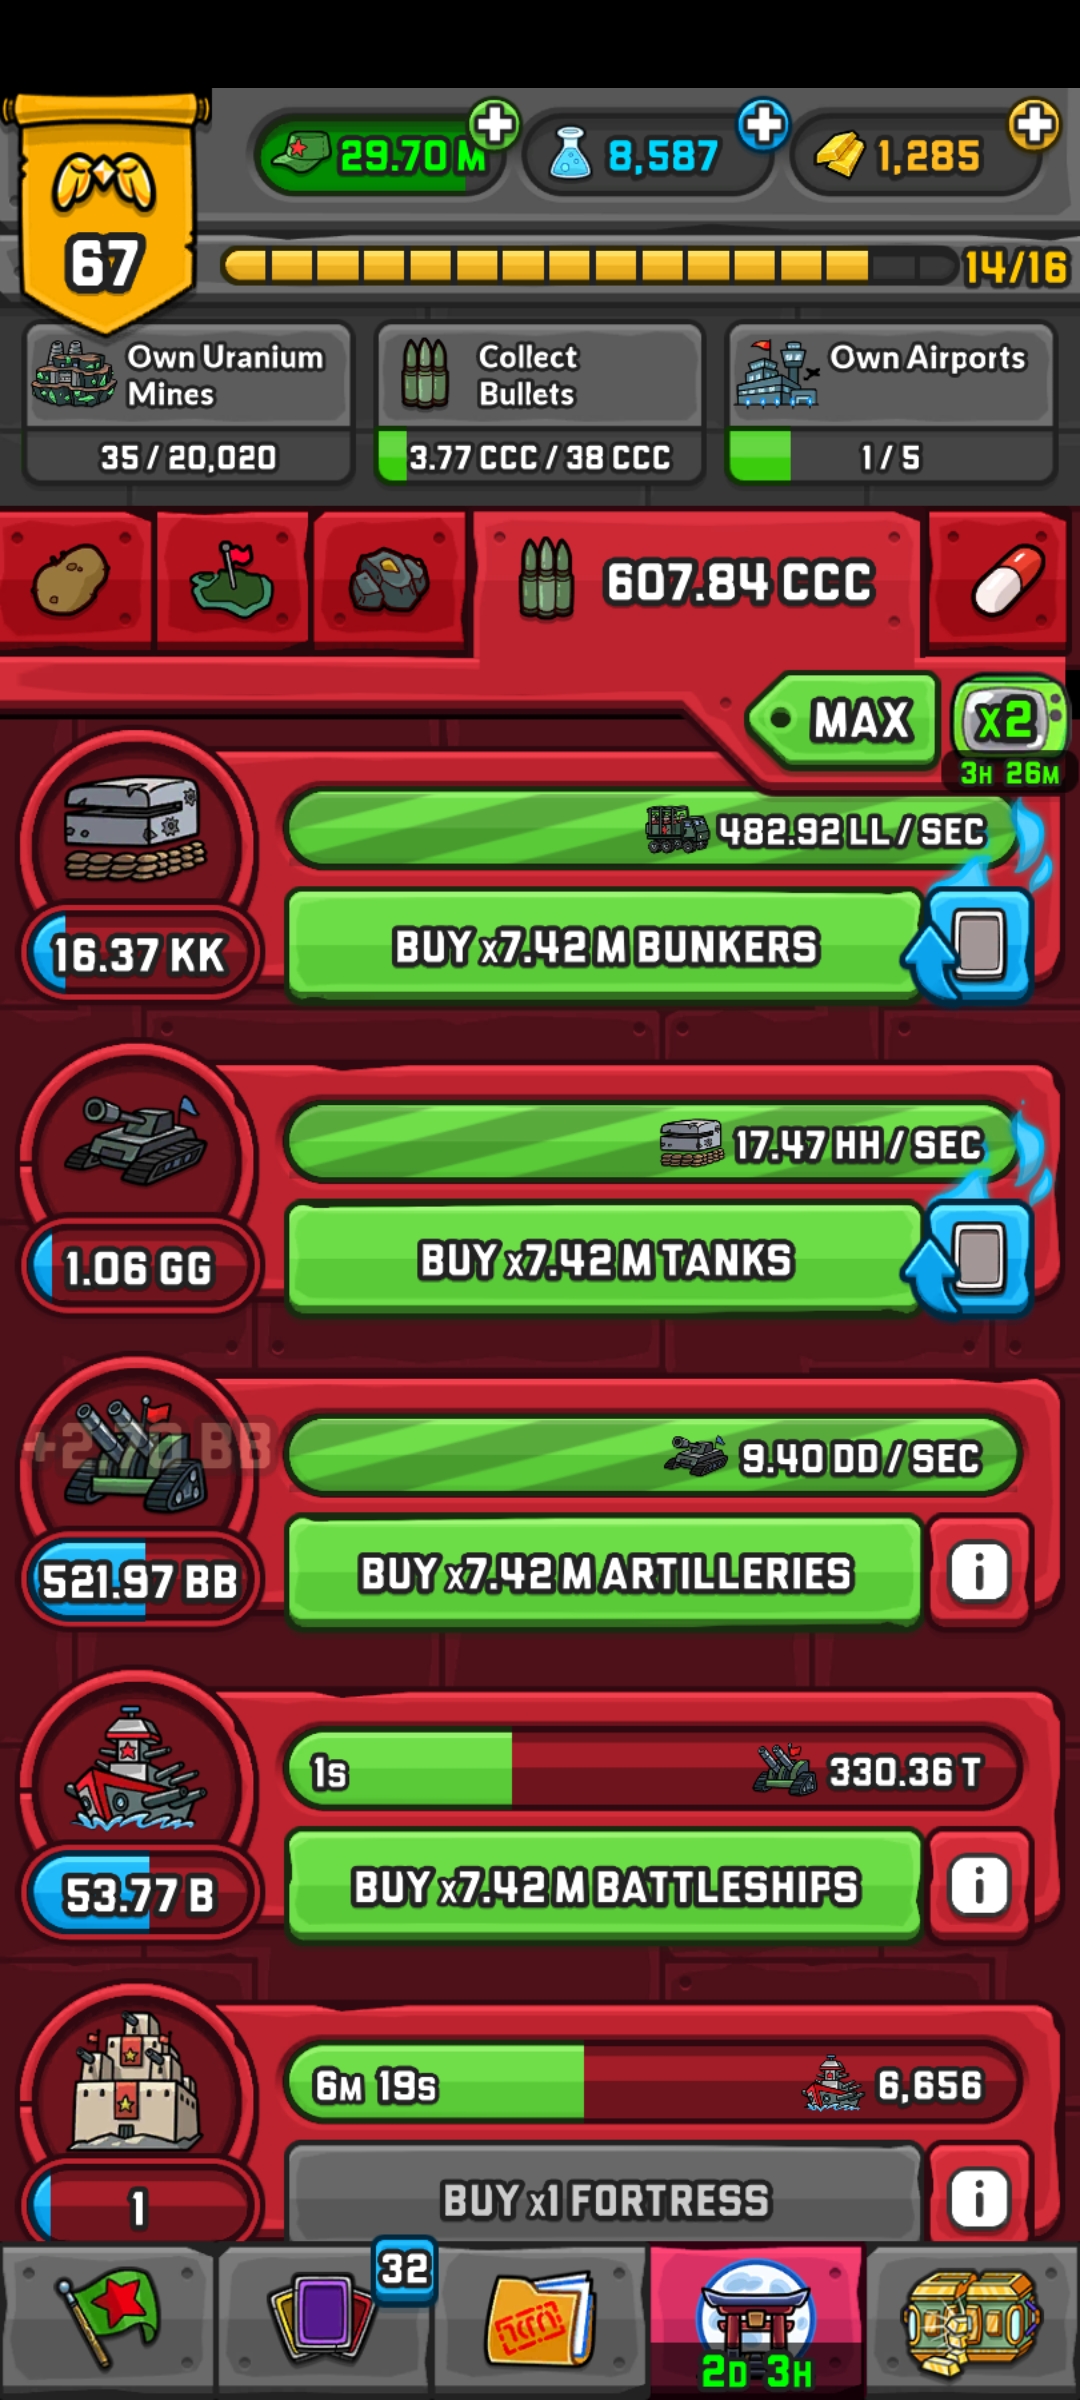 29.70 M
8,587
1,285
67
14/16
Own Uranium
Mines
35 / 20,020
Collect
Bullets
3.77 CCC / 38 CCC
Own Airports
1 / 5
607.84 CCC
MAX
x2
3H 26M
482.92 LL / SEC
16.37 KK
BUY x7.42 M BUNKERS
17.47 HH / SEC
1.06 GG
BUY x7.42 M TANKS
9.40 DD / SEC
521.97 BB
BUY x7.42 M ARTILLERIES
i
1s
330.36 T
53.77 B
BUY x7.42 M BATTLESHIPS
i
6M 19s
6,656
1
BUY x1 FORTRESS
i
32
2D 3H